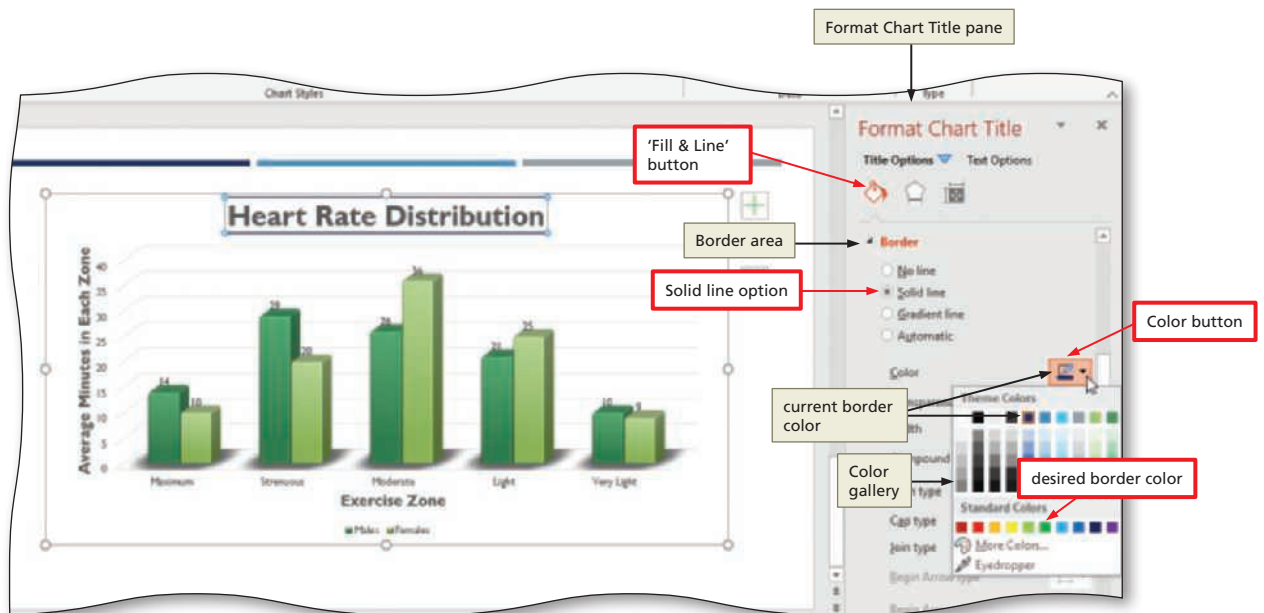 Format Chart Title pane
Chart Styles
Type
Format Chart Title
'Fill & Line'
button
Title Options Text Options
Heart Rate Distribution
Border area
Border
No line
Solid line option
Solid line
Gradient line
Automatic
Color button
Color
current border
color
Theme Colors
Color
gallery
desired border color
Standard Colors
Cap type
More Colors...
Join type
Eyedropper
Begin Arrow type
Average Minutes in Each Zone
40
35
30
25
20
15
10
5
0
14
10
29
20
26
36
21
25
10
9
Maximum
Strenuous
Moderate
Light
Very Light
Exercise Zone
Males Females